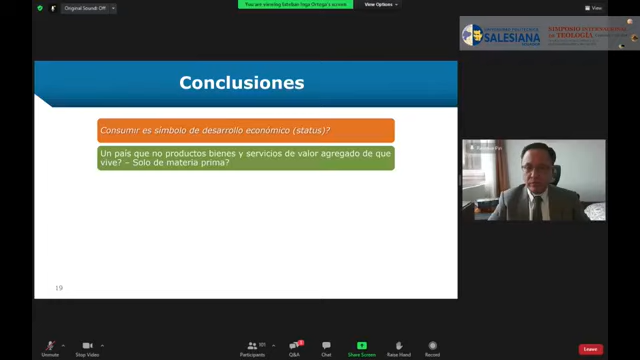 Original Sound: Off
You are viewing Esteban Vega Ortega's screen
View Options
View
SALESIANA
SIMPOSIO INTERNACIONAL
DE TEOLOGÍA
Conclusiones
Consumir es símbolo de desarrollo económico (status)?
Un país que no productos bienes y servicios de valor agregado de que
vive? – Solo de materia prima?
19
Unmute
Stop Video
Participants
101
Q&A
Chat
Share Screen
Raise Hand
Record
Leave